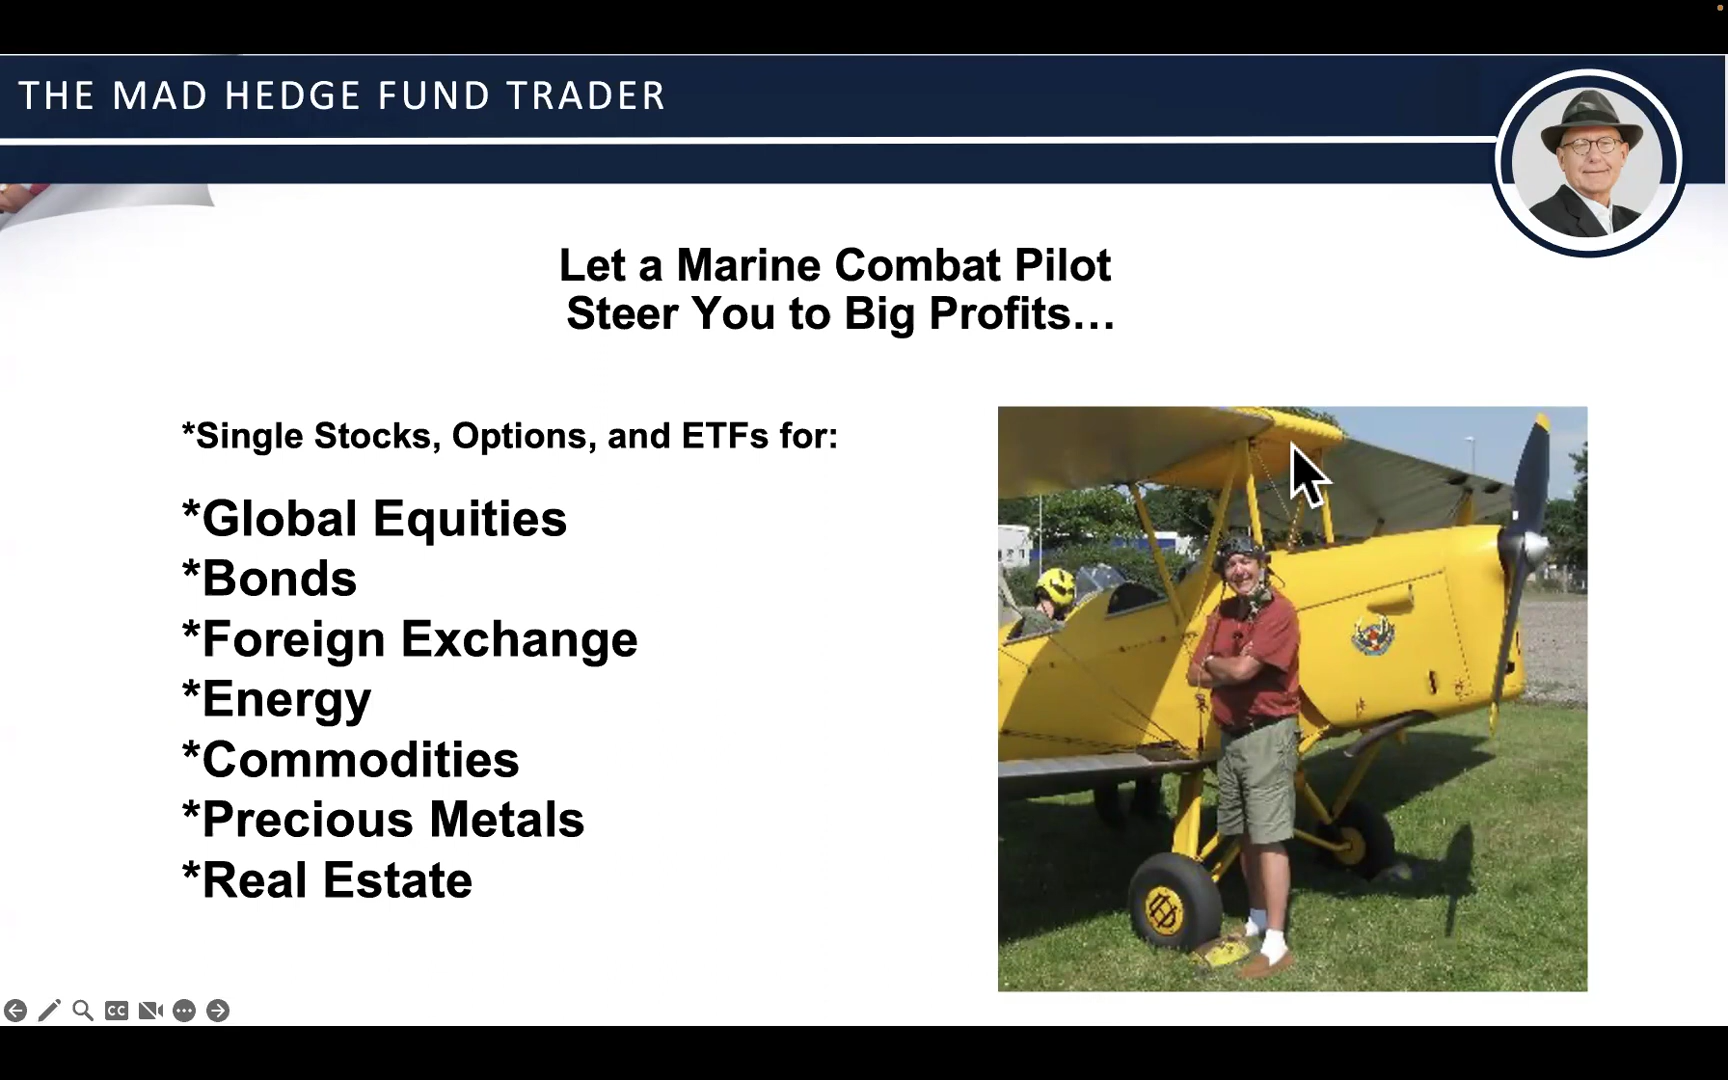 THE MAD HEDGE FUND TRADER
Let a Marine Combat Pilot
Steer You to Big Profits…
*Single Stocks, Options, and ETFs for:
*Global Equities
*Bonds
*Foreign Exchange
*Energy
*Commodities
*Precious Metals
*Real Estate
CC